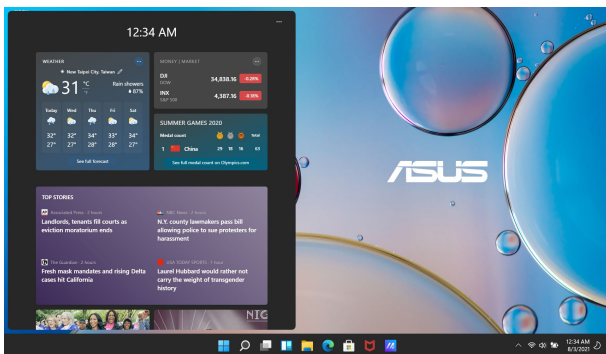 12:34 AM
WEATHER
New Taipei City, Taiwan
31 °C
°F
Rain showers
87%
Today Wed Thu Fri Sat
32° 32° 34° 33° 34°
27° 27° 28° 28° 27°
See full forecast
MONEY | MARKET
DJI 34,838.16 -0.28%
DOW
INX 4,387.16 -0.18%
S&P 500
SUMMER GAMES 2020
Medal count Total
1 China 29 18 16 63
See full medal count on Olympics.com
TOP STORIES
Associated Press · 2 hours
Landlords, tenants fill courts as
eviction moratorium ends
NBC News · 2 hours
N.Y. county lawmakers pass bill
allowing police to sue protesters for
harassment
The Guardian · 2 hours
Fresh mask mandates and rising Delta
cases hit California
USA TODAY SPORTS · 1 hour
Laurel Hubbard would rather not
carry the weight of transgender
history
NIC
ASUS
12:34 AM
8/3/2021